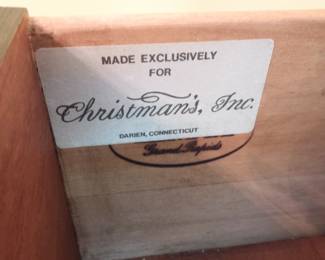 MADE EXCLUSIVELY
FOR
Christman's, Inc.
DARIEN, CONNECTICUT
Grand Rapids